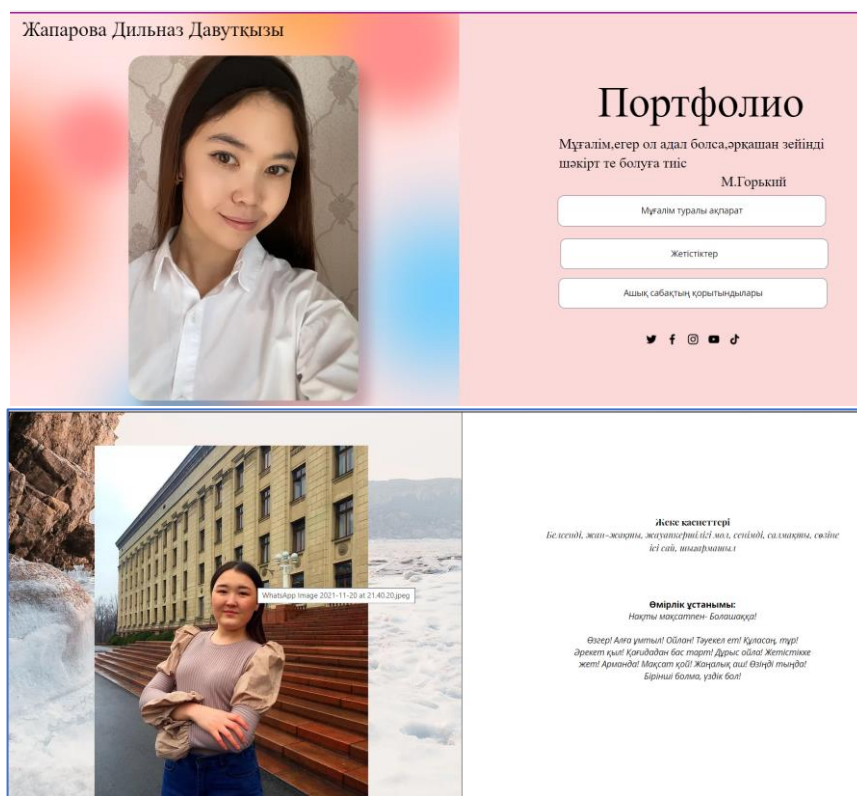 Жапарова Дильназ Давутқызы
Портфолио
Мұғалім,егер ол адал болса,әрқашан зейінді
шәкірт те болуға тиіс
М.Горький
Мұғалім туралы ақпарат
Жетістіктер
Ашық сабақтың қорытындылары
WhatsApp Image 2021-11-20 at 21.40.20.jpeg
Жеке қасиеттері
Белсенді, жан-жақты, жауапкершілігі мол, сенімді, салмақты, сөзіне
ісі сай, шығармашыл
Өмірлік ұстанымы:
Нақты мақсатпен- Болашаққа!
Өзгер! Алға ұмтыл! Ойлан! Тәуекел ет! Құласаң, тұр!
Әрекет қыл! Қағидадан бас тарт! Дұрыс ойла! Жетістікке
жет! Арманда! Мақсат қой! Жаңалық аш! Өзіңді тыңда!
Бірінші болма, үздік бол!